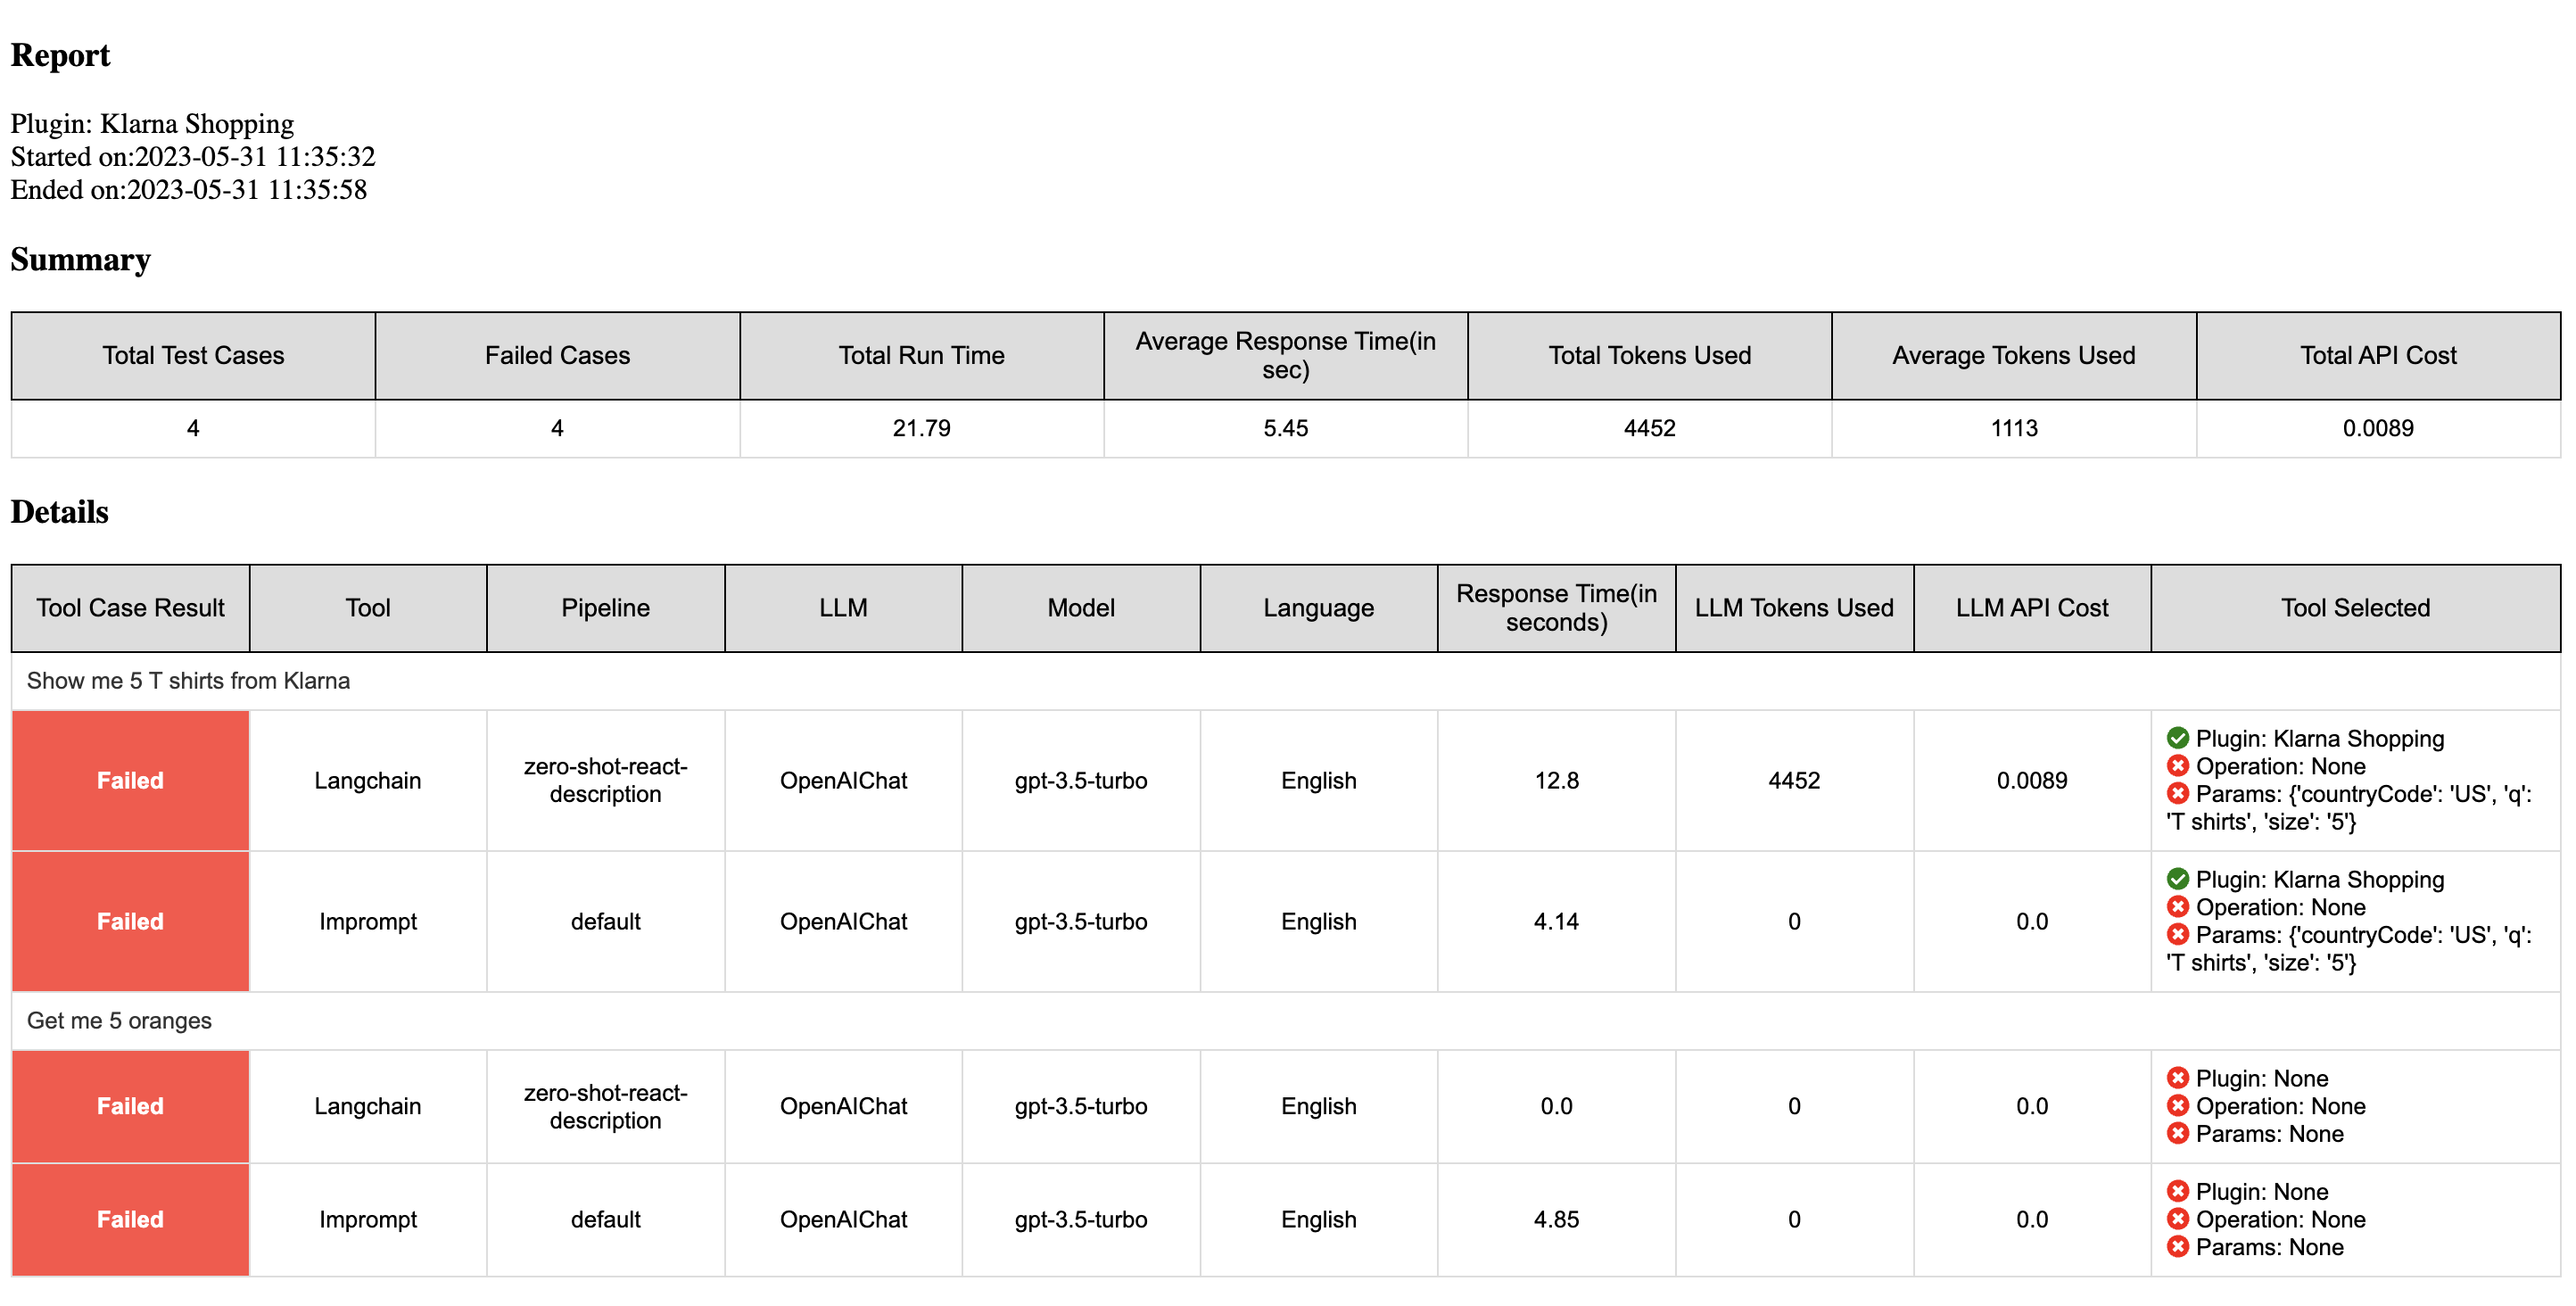 Report
Plugin: Klarna Shopping
Started on:2023-05-31 11:35:32
Ended on:2023-05-31 11:35:58
Summary
Total Test Cases Failed Cases Total Run Time Average Response Time(in sec) Total Tokens Used Average Tokens Used Total API Cost
4 4 21.79 5.45 4452 1113 0.0089
Details
Tool Case Result Tool Pipeline LLM Model Language Response Time(in seconds) LLM Tokens Used LLM API Cost Tool Selected
Show me 5 T shirts from Klarna
Failed Langchain zero-shot-react-description OpenAIChat gpt-3.5-turbo English 12.8 4452 0.0089 Plugin: Klarna Shopping
Operation: None
Params: {'countryCode': 'US', 'q':
'T shirts', 'size': '5'}
Failed Imprompt default OpenAIChat gpt-3.5-turbo English 4.14 0 0.0 Plugin: Klarna Shopping
Operation: None
Params: {'countryCode': 'US', 'q':
'T shirts', 'size': '5'}
Get me 5 oranges
Failed Langchain zero-shot-react-description OpenAIChat gpt-3.5-turbo English 0.0 0 0.0 Plugin: None
Operation: None
Params: None
Failed Imprompt default OpenAIChat gpt-3.5-turbo English 4.85 0 0.0 Plugin: None
Operation: None
Params: None